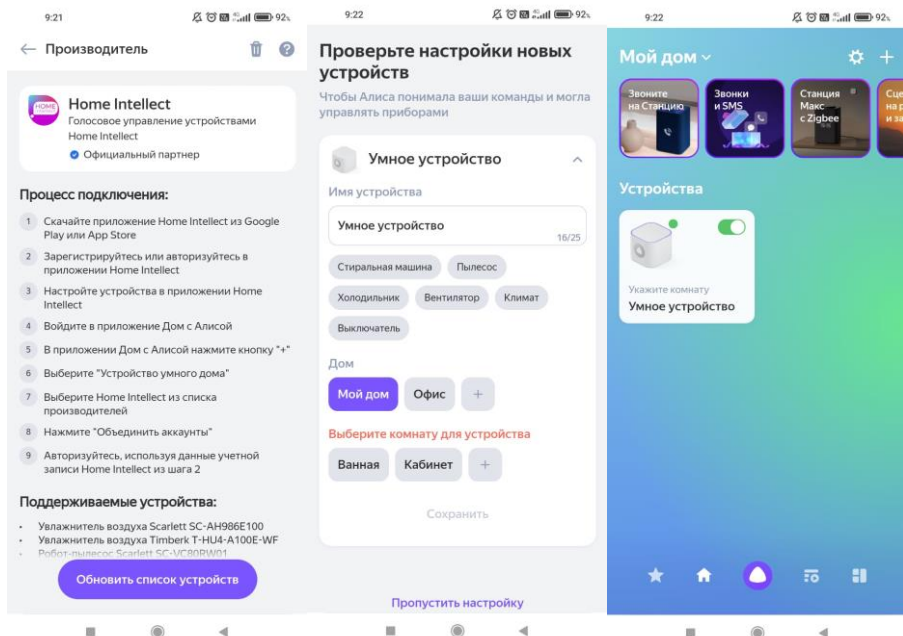 9:21
92%
Производитель
HOME
Home Intellect
Голосовое управление устройствами
Home Intellect
Официальный партнер
Процесс подключения:
1 Скачайте приложение Home Intellect из Google
Play или App Store
2 Зарегистрируйтесь или авторизуйтесь в
приложении Home Intellect
3 Настройте устройства в приложении Home
Intellect
4 Войдите в приложение Дом с Алисой
5 В приложении Дом с Алисой нажмите кнопку "+"
6 Выберите "Устройство умного дома"
7 Выберите Home Intellect из списка
производителей
8 Нажмите "Объединить аккаунты"
9 Авторизуйтесь, используя данные учетной
записи Home Intellect из шага 2
Поддерживаемые устройства:
• Увлажнитель воздуха Scarlett SC-AH986E100
• Увлажнитель воздуха Timberk T-HU4-A100E-WF
• Робот-пылесос Scarlett SC-VC80RW01
Обновить список устройств
9:22
92%
Проверьте настройки новых
устройств
Чтобы Алиса понимала ваши команды и могла
управлять приборами
Умное устройство
Имя устройства
Умное устройство
16/25
Стиральная машина Пылесос
Холодильник Вентилятор Климат
Выключатель
Дом
Мой дом Офис +
Выберите комнату для устройства
Ванная Кабинет +
Сохранить
Пропустить настройку
9:22
92%
Мой дом
Звоните
на Станцию
Звонки
и SMS
Станция
Макс
с Zigbee
Устройства
Укажите комнату
Умное устройство